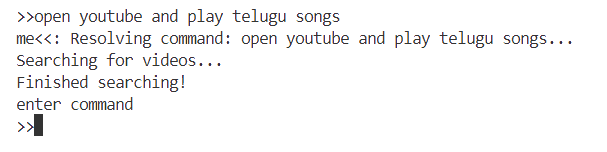 >>open youtube and play telugu songs
me<<: Resolving command: open youtube and play telugu songs...
Searching for videos...
Finished searching!
enter command
>>